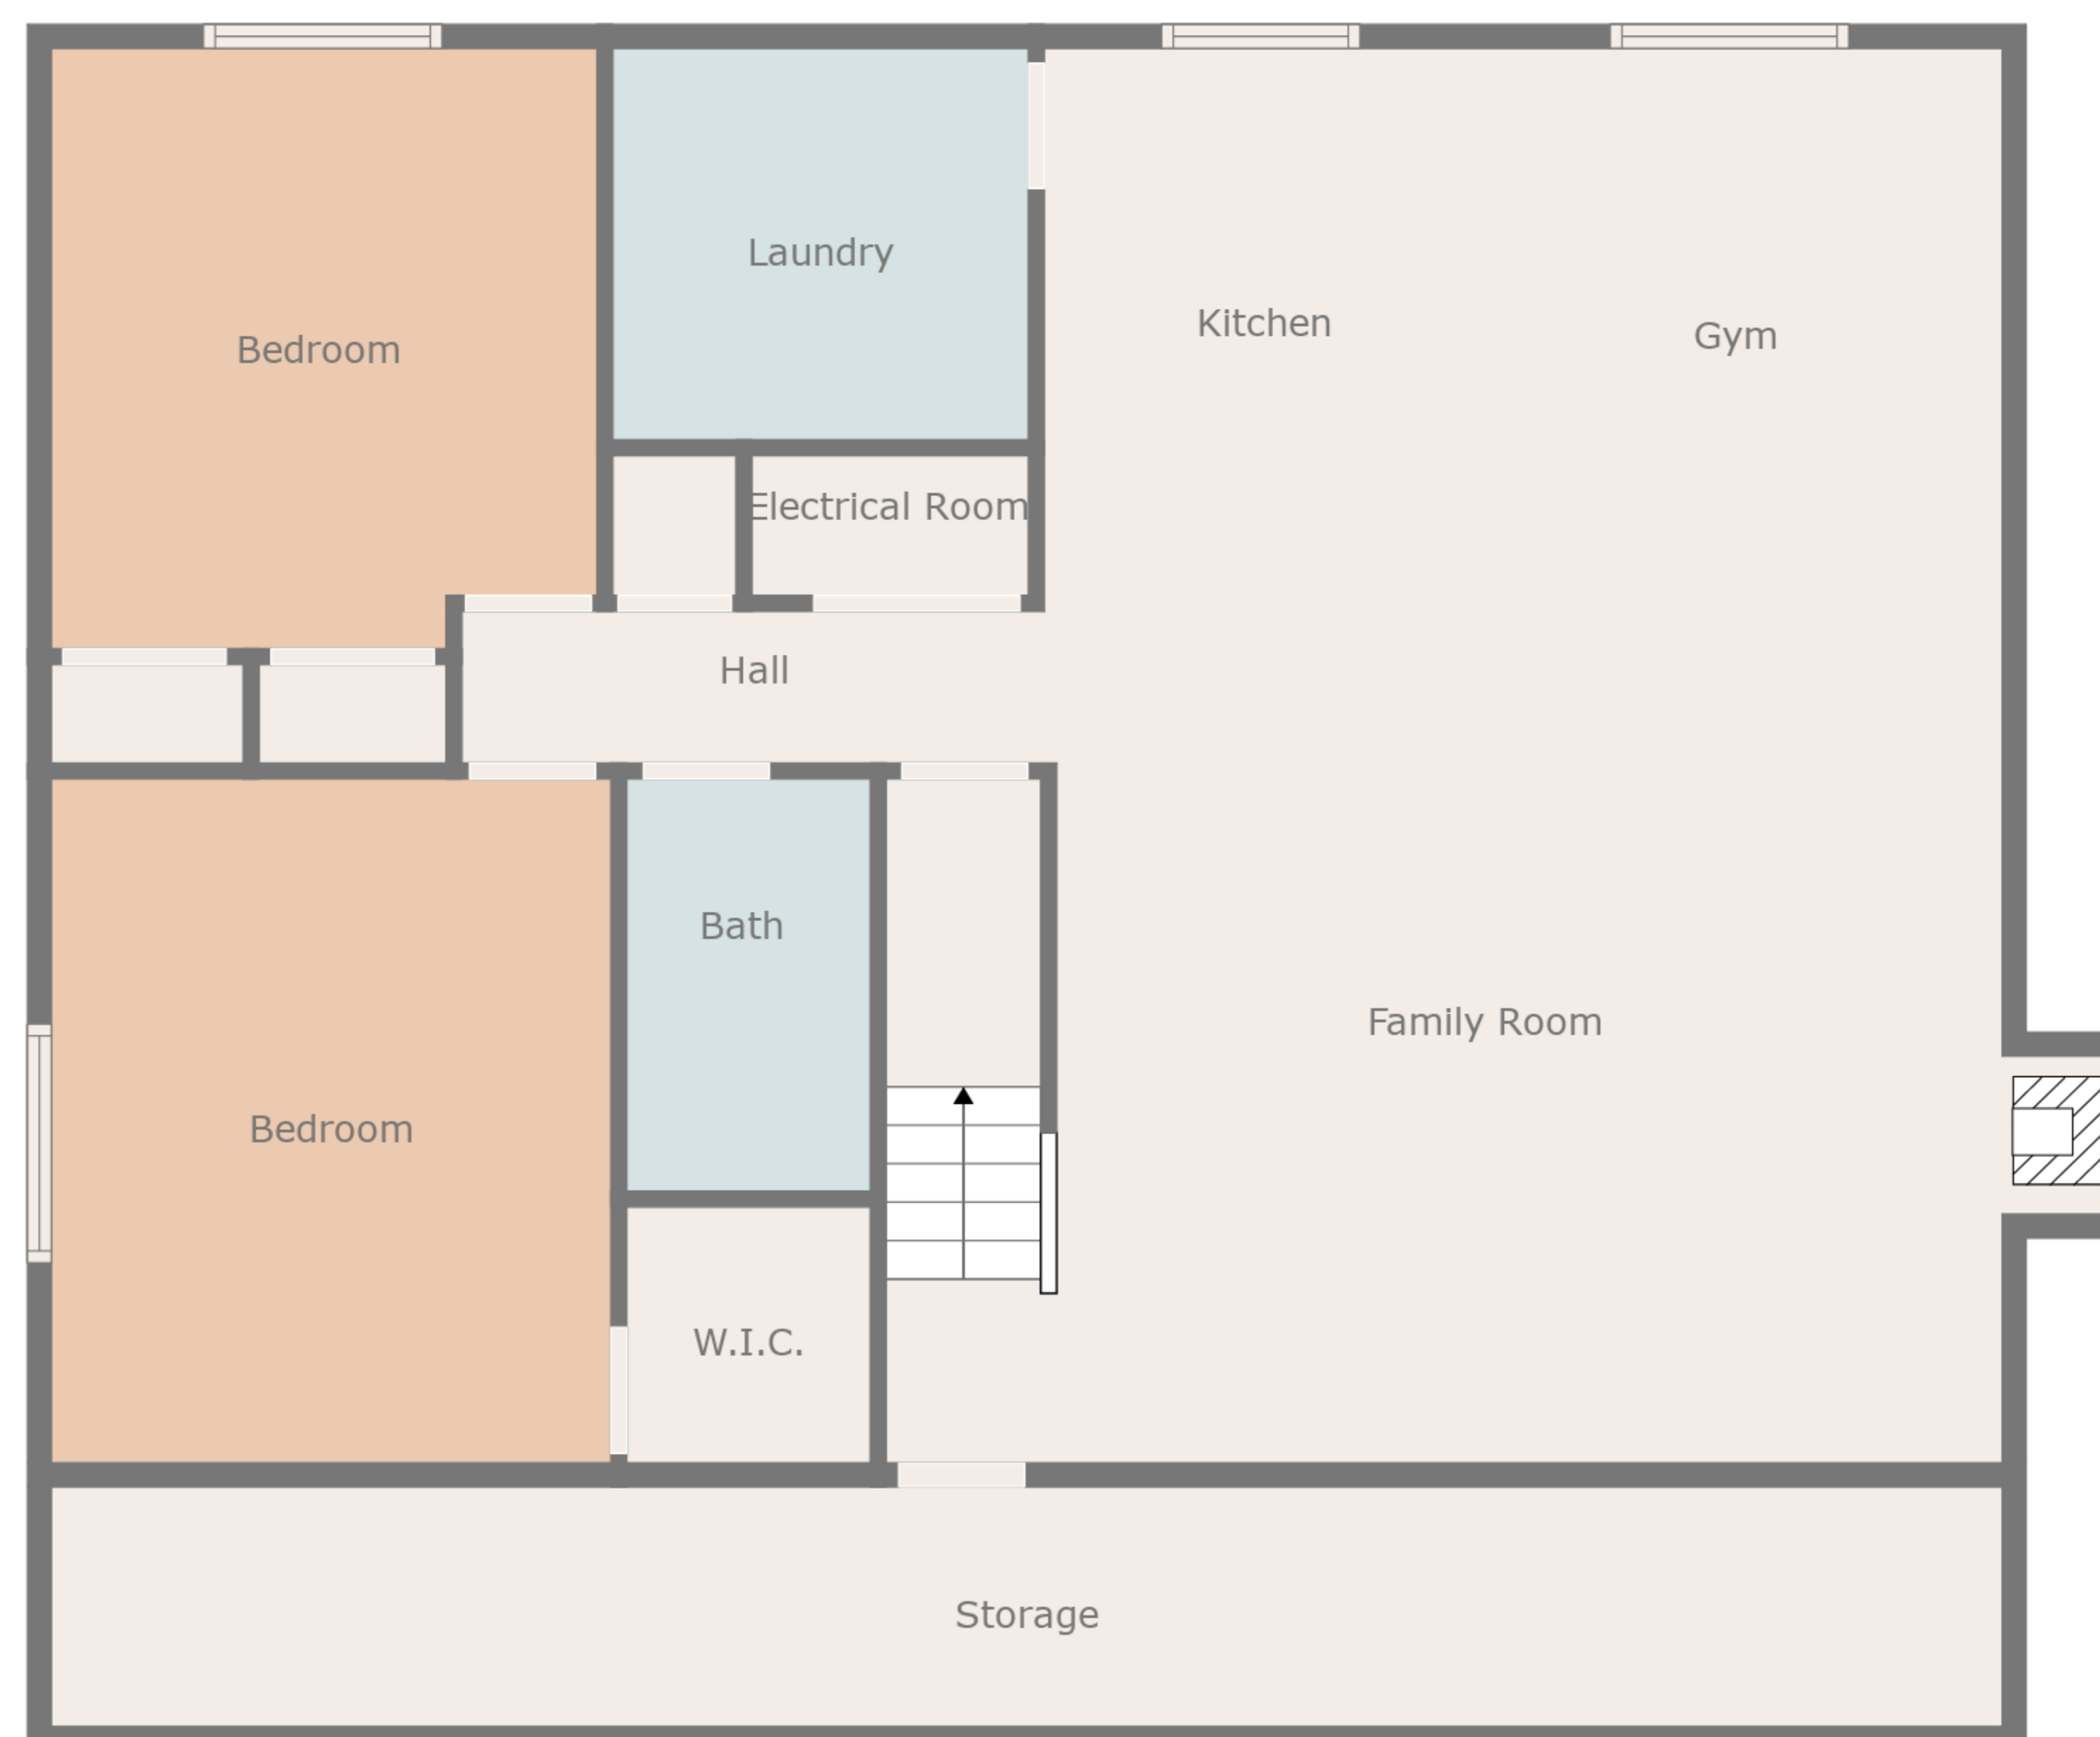 Laundry
Kitchen
Gym
Bedroom
Electrical Room
Hall
Bath
Family Room
Bedroom
W.I.C.
Storage